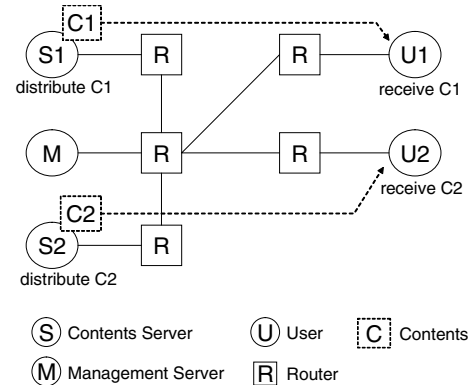 C1
S1 R R U1
distribute C1 receive C1
M R R U2
receive C2
C2
S2 R
distribute C2
S Contents Server U User C Contents
M Management Server R Router